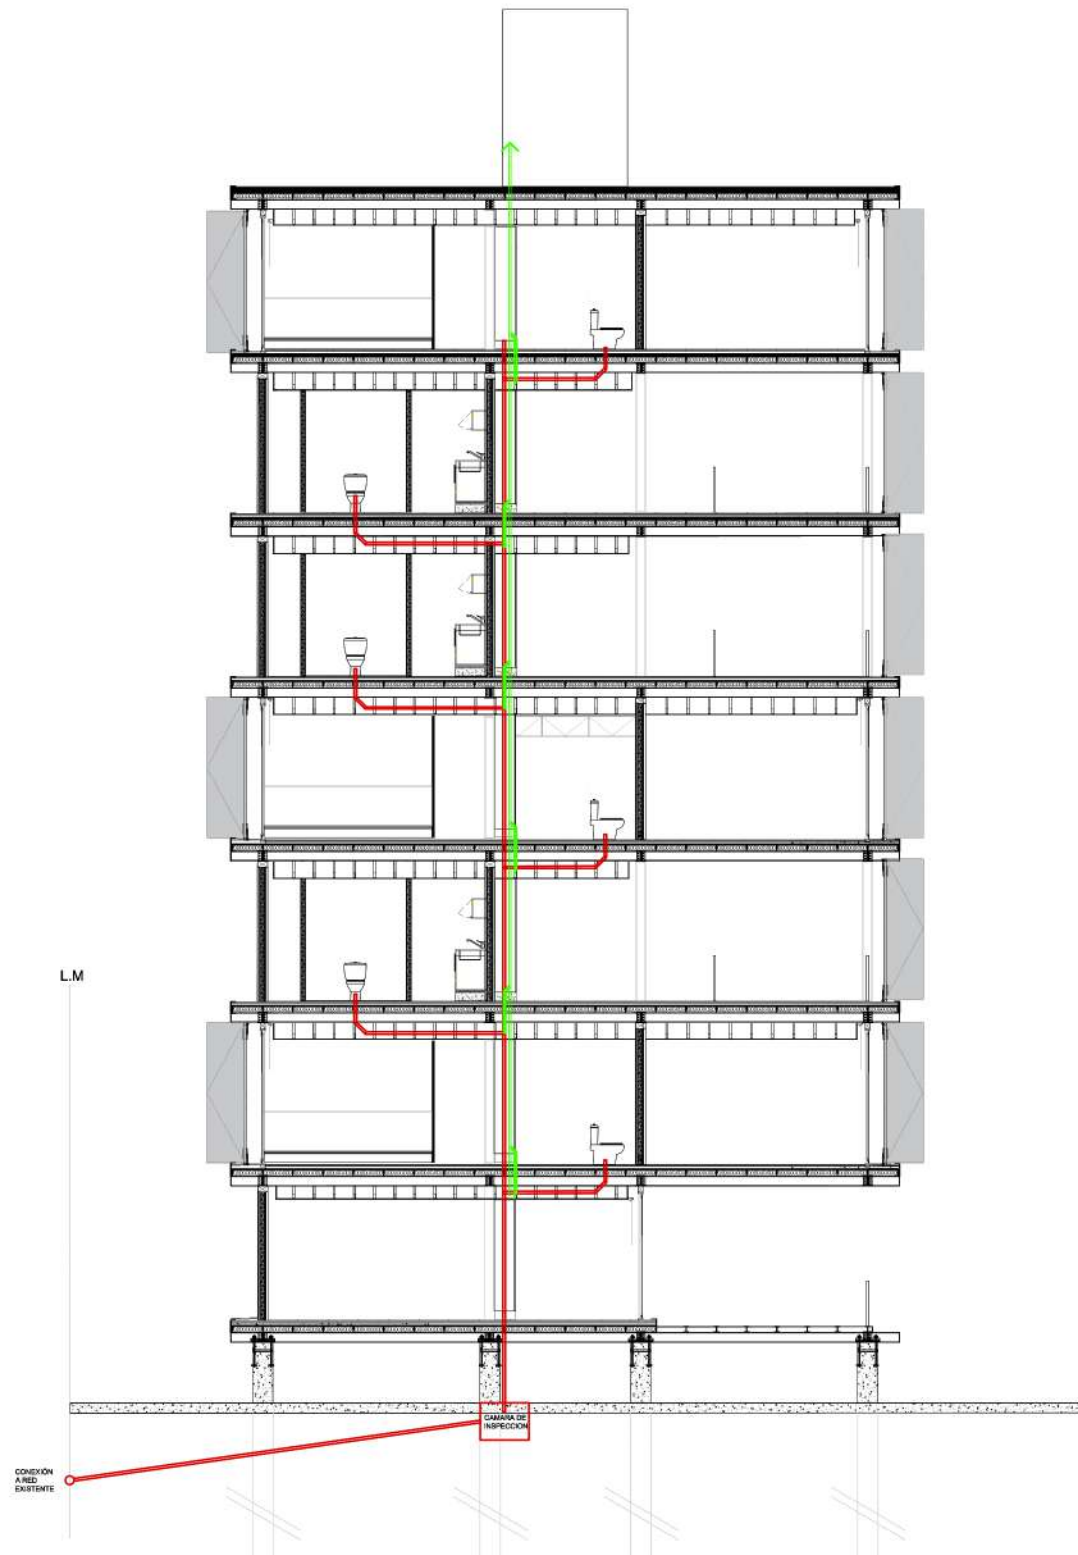 L.M
CAMARA DE
INSPECCION
CONEXIÓN
A RED
EXISTENTE